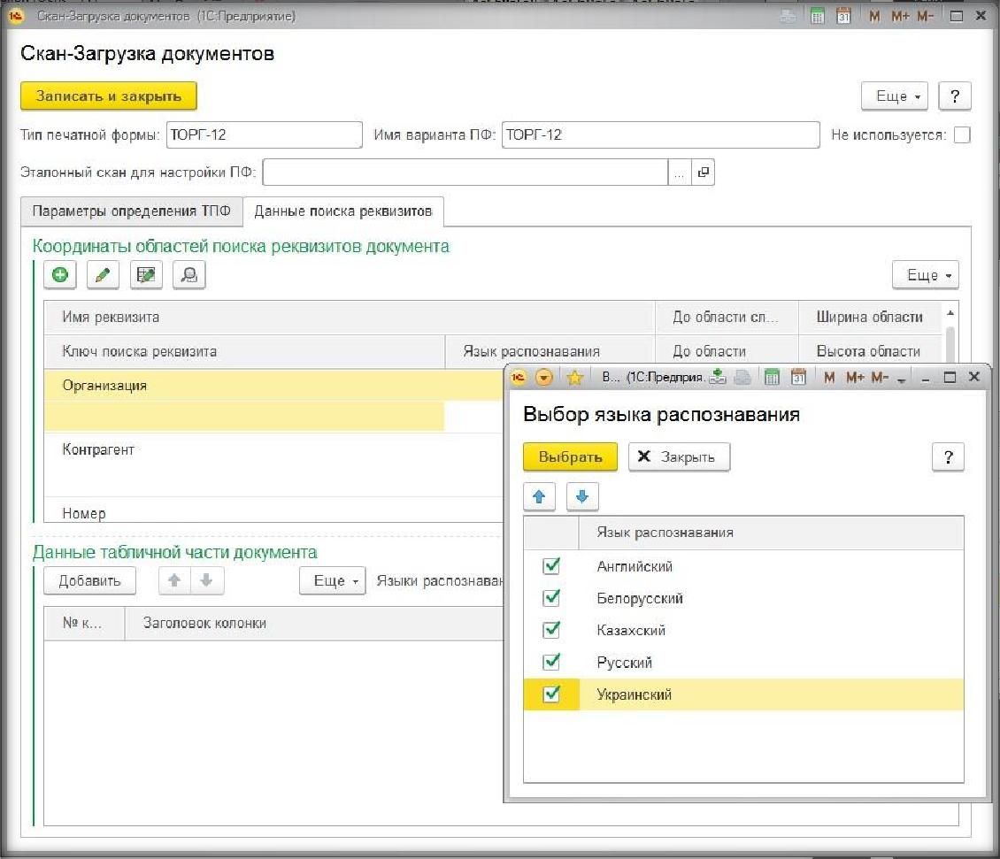 Скан-Загрузка документов (1С:Предприятие)
31 M M+ M-
Скан-Загрузка документов
Записать и закрыть
Еще
?
Тип печатной формы: ТОРГ-12
Имя варианта ПФ: ТОРГ-12
Не используется:
Эталонный скан для настройки ПФ:
...
Параметры определения ТПФ
Данные поиска реквизитов
Координаты областей поиска реквизитов документа
Еще
Имя реквизита
До области сл...
Ширина области
Ключ поиска реквизита
Язык распознавания
До области
Высота области
Организация
Контрагент
Номер
Данные табличной части документа
Добавить
Еще
Языки распознаван
№ к...
Заголовок колонки
В... (1С:Предприя...
31 M M+ M-
Выбор языка распознавания
Выбрать
Закрыть
?
Язык распознавания
Английский
Белорусский
Казахский
Русский
Украинский